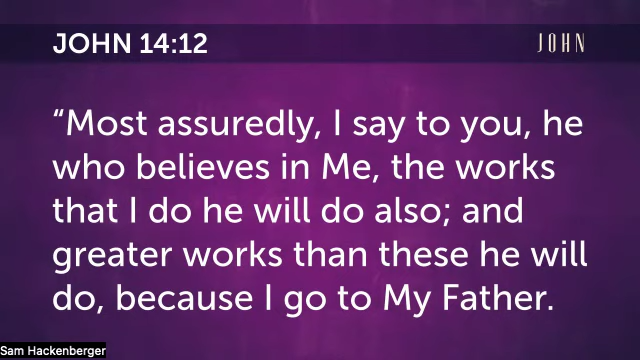 JOHN 14:12
JOHN
“Most assuredly, I say to you, he
who believes in Me, the works
that I do he will do also; and
greater works than these he will
do, because I go to My Father.
Sam Hackenberger